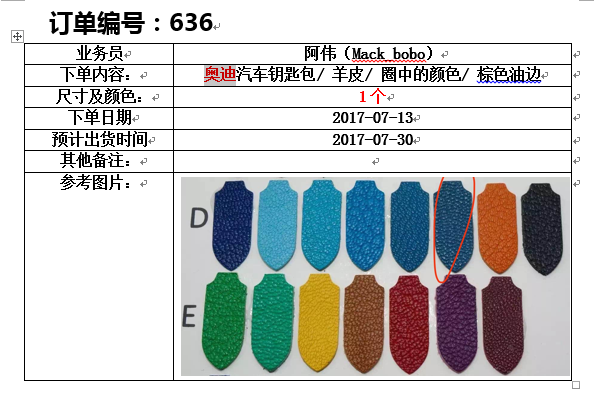 订单编号：636
业务员 阿伟（Mack_bobo）
下单内容： 奥迪汽车钥匙包/ 羊皮/ 圈中的颜色/ 棕色油边
尺寸及颜色： 1个
下单日期 2017-07-13
预计出货时间 2017-07-30
其他备注：
参考图片：
D
E